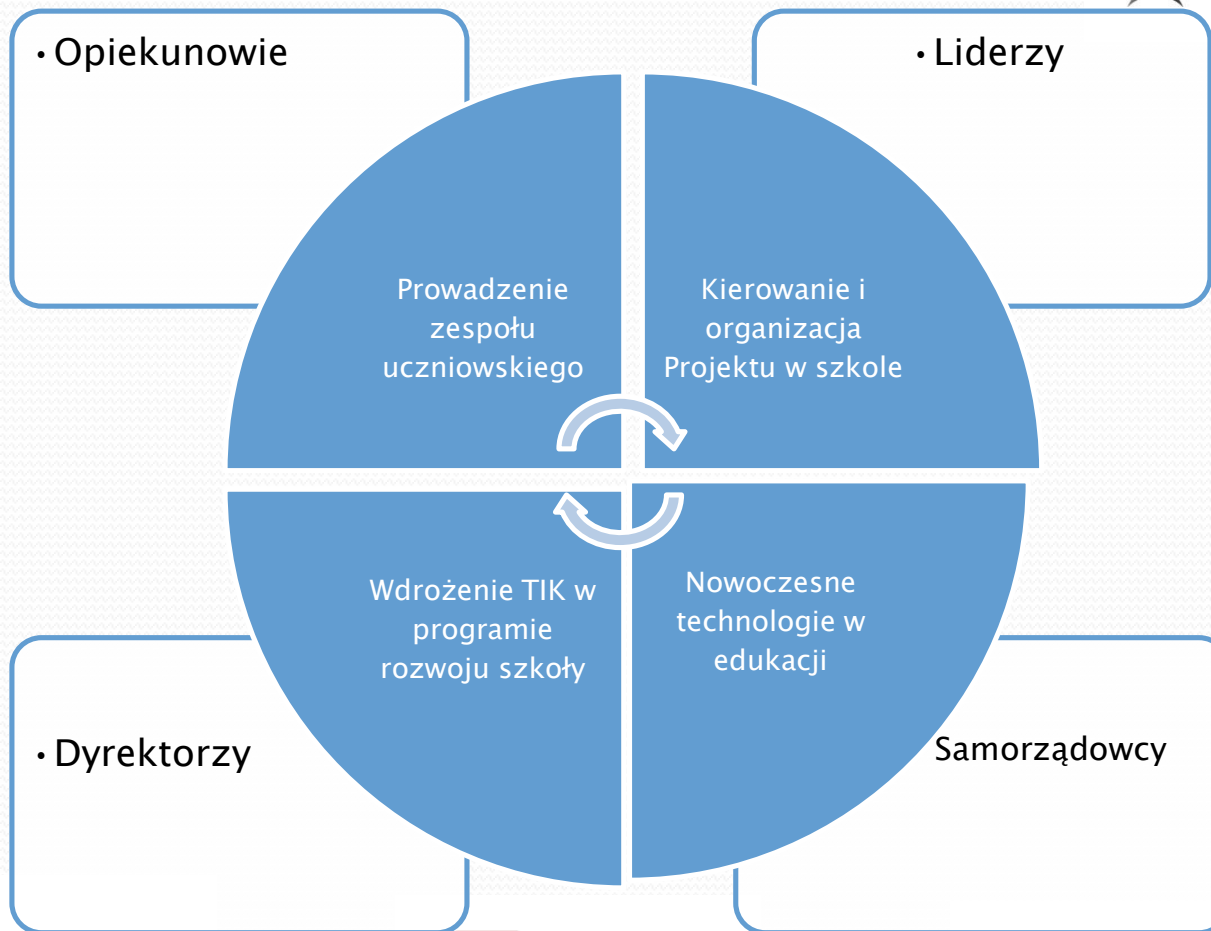 • Opiekunowie
• Liderzy
Prowadzenie
zespołu
uczniowskiego
Kierowanie i
organizacja
Projektu w szkole
Wdrożenie TIK w
programie
rozwoju szkoły
Nowoczesne
technologie w
edukacji
• Dyrektorzy
Samorządowcy